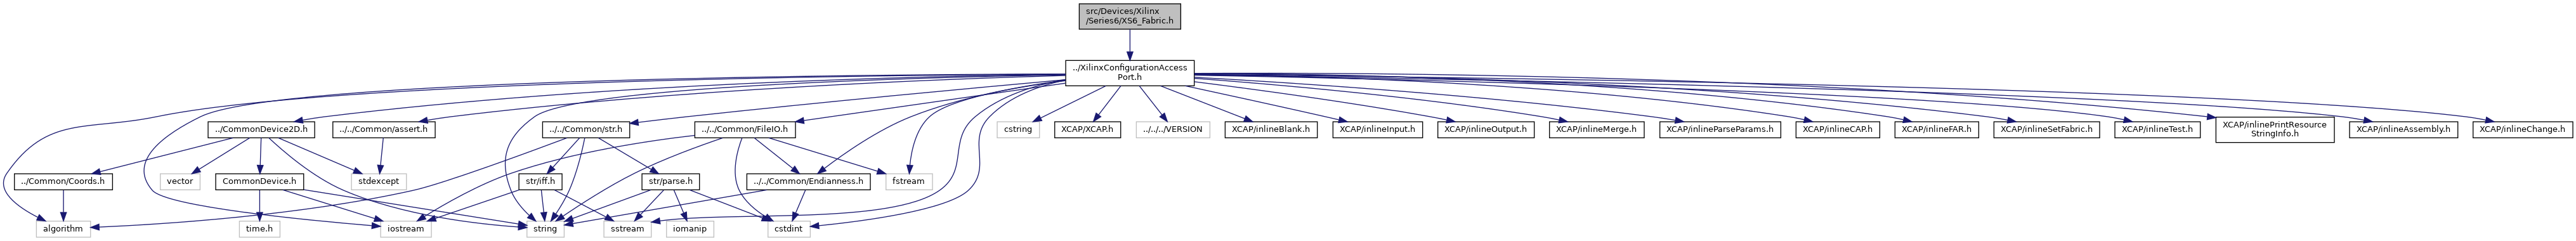 src/Devices/Xilinx
/Series6/XS6_Fabric.h
../XilinxConfigurationAccess
Port.h
../CommonDevice2D.h
../../Common/assert.h
../../Common/str.h
../../Common/FileIO.h
cstring
XCAP/XCAP.h
../../../VERSION
XCAP/inlineBlank.h
XCAP/inlineInput.h
XCAP/inlineOutput.h
XCAP/inlineMerge.h
XCAP/inlineParseParams.h
XCAP/inlineCAP.h
XCAP/inlineFAR.h
XCAP/inlineSetFabric.h
XCAP/inlineTest.h
XCAP/inlinePrintResource
StringInfo.h
XCAP/inlineAssembly.h
XCAP/inlineChange.h
../Common/Coords.h
vector
CommonDevice.h
stdexcept
str/iff.h
str/parse.h
../../Common/Endianness.h
fstream
algorithm
time.h
iostream
string
sstream
iomanip
cstdint